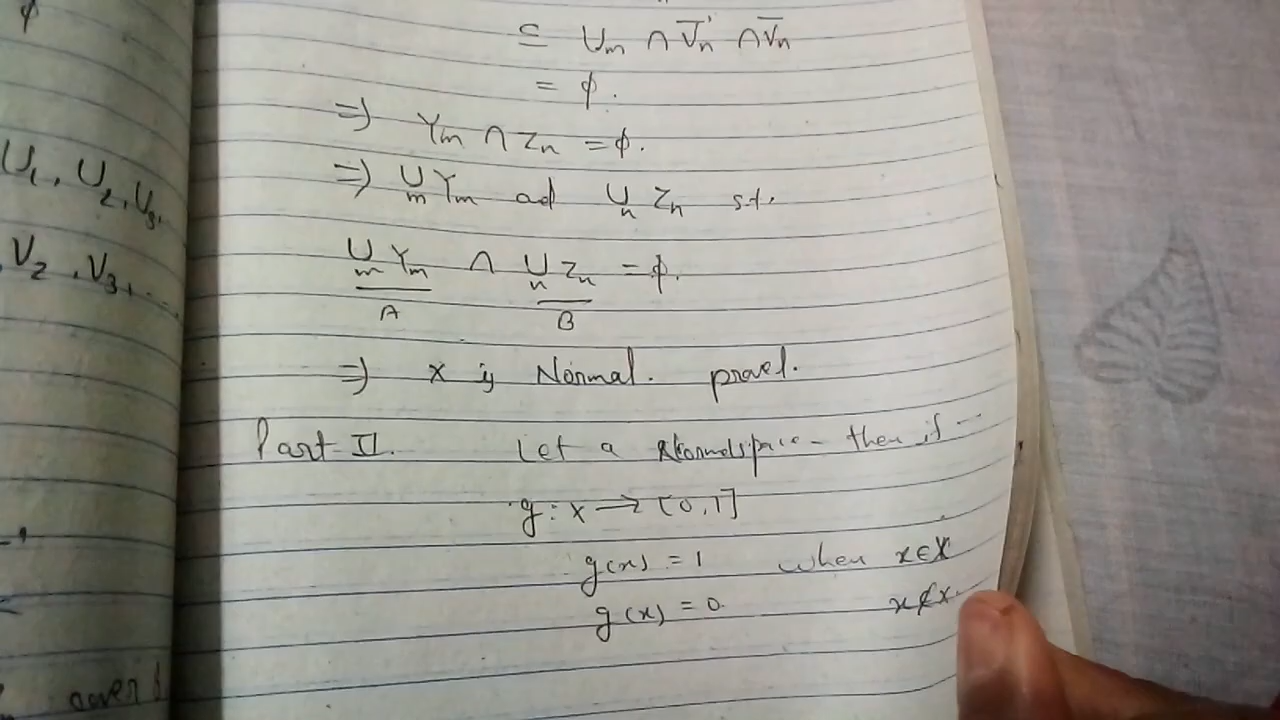 φ
U₁, U₂, U₃,
V₂, V₃, ...
⊆ Uₘ ∩ V̄ₙ' ∩ V̄ₙ
= φ.
⇒) Yₘ ∩ Zₙ = φ.
⇒) ∪ₘ Yₘ ad ∪ₙ Zₙ s.t.
∪ₘ Yₘ ∩ ∪ₙ Zₙ = φ.
A B
⇒) X is Normal. proved.
Part II. Let a Normal space then if
g: X → [0,1]
g(x) = 1 when x∈X
g(x) = 0. x∉X.